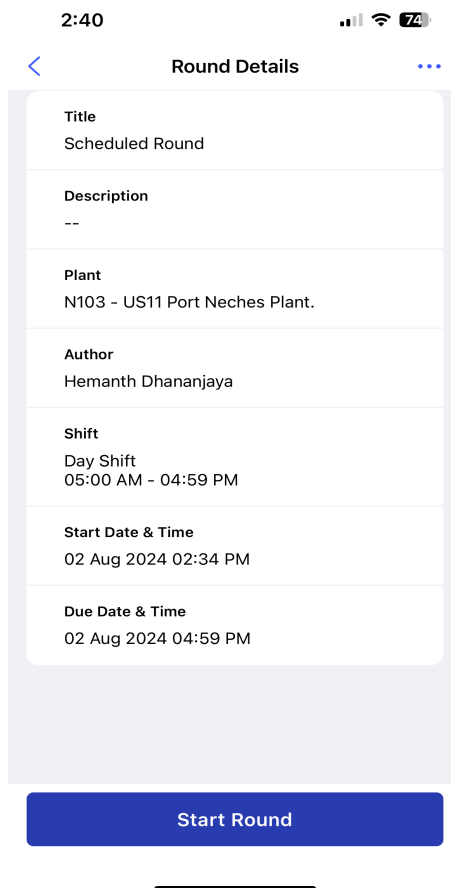 2:40
74
Round Details
Title
Scheduled Round
Description
--
Plant
N103 - US11 Port Neches Plant.
Author
Hemanth Dhananjaya
Shift
Day Shift
05:00 AM - 04:59 PM
Start Date & Time
02 Aug 2024 02:34 PM
Due Date & Time
02 Aug 2024 04:59 PM
Start Round